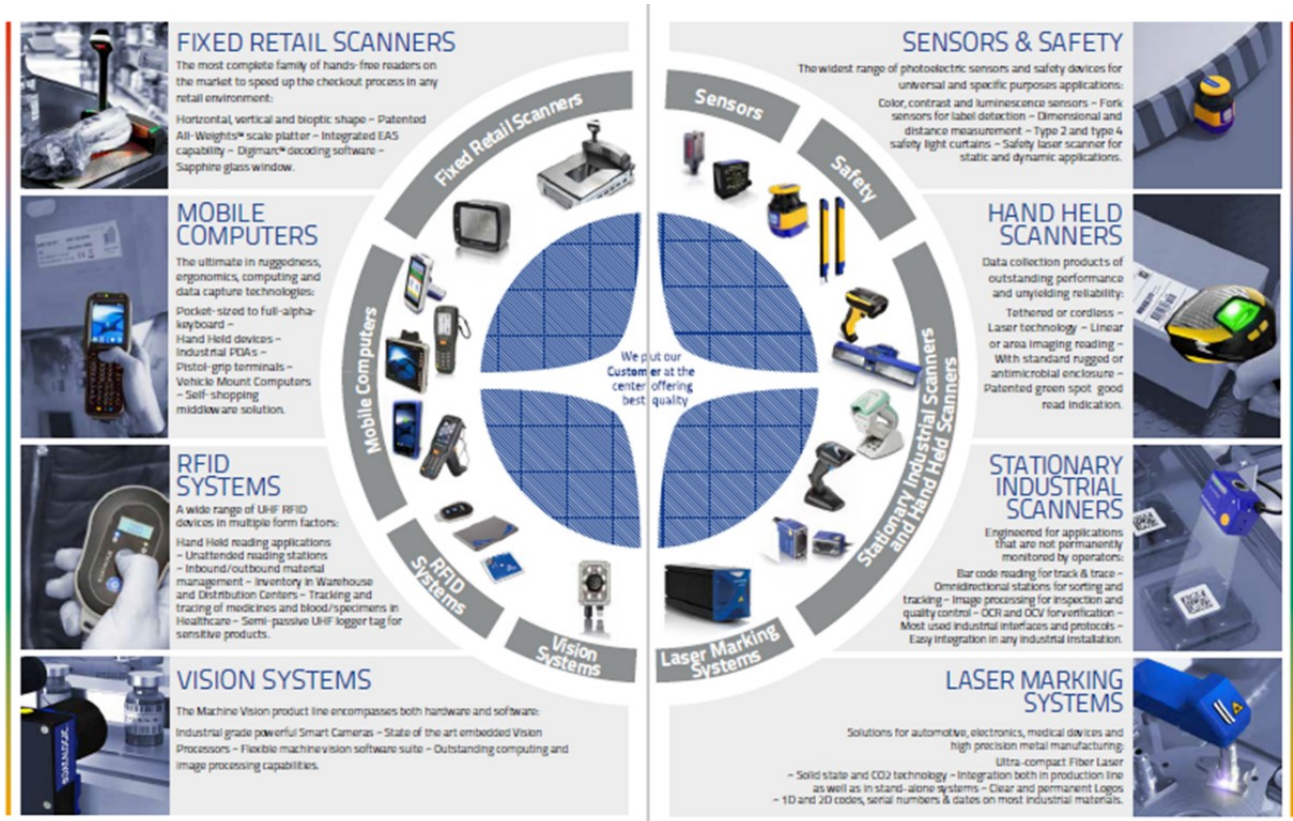 FIXED RETAIL SCANNERS
The most complete family of hands-free readers on
the market to speed up the checkout process in any
retail environment:
Horizontal, vertical and bioptic shape – Patented
All-Weights™ scale platter – Integrated EAS
capability – Digimarc™ decoding software –
Sapphire glass window.
MOBILE
COMPUTERS
The ultimate in ruggedness,
ergonomics, computing and
data capture technologies:
Pocket-sized to full-alpha-
keyboard –
Hand Held devices –
Industrial PDAs –
Pistol-grip terminals –
Vehicle Mount Computers
– Self-shopping
middleware solution.
RFID
SYSTEMS
A wide range of UHF RFID
devices in multiple form factors:
Hand Held reading applications
– Unattended reading stations
– Inbound/outbound material
management – Inventory in Warehouse
and Distribution Centers – Tracking and
tracing of medicines and blood/specimens in
Healthcare – Semi-passive UHF logger tag for
sensitive products.
VISION SYSTEMS
The Machine Vision product line encompasses both hardware and software:
Industrial grade powerful Smart Cameras – State of the art embedded Vision
Processors – Flexible machine vision software suite – Outstanding computing and
image processing capabilities.
DATALOGIC
Fixed Retail Scanners
Mobile Computers
RFID
Systems
Vision
Systems
We put our
Customer at the
center offering
best quality
Sensors
Safety
Stationary Industrial Scanners
and Hand Held Scanners
Laser Marking
Systems
SENSORS & SAFETY
The widest range of photoelectric sensors and safety devices for
universal and specific purposes applications:
Color, contrast and luminescence sensors – Fork
sensors for label detection – Dimensional and
distance measurement – Type 2 and type 4
safety light curtains – Safety laser scanner for
static and dynamic applications.
HAND HELD
SCANNERS
Data collection products of
outstanding performance
and unyielding reliability:
Tethered or cordless –
Laser technology – Linear
or area imaging reading –
With standard rugged or
antimicrobial enclosure –
Patented green spot good
read indication.
STATIONARY
INDUSTRIAL
SCANNERS
Engineered for applications
that are not permanently
monitored by operators:
Bar code reading for track & trace –
Omnidirectional stations for sorting and
tracking – Image processing for inspection and
quality control – OCR and OCV for verification –
Most used industrial interfaces and protocols –
Easy integration in any industrial installation.
LASER MARKING
SYSTEMS
Solutions for automotive, electronics, medical devices and
high precision metal manufacturing:
Ultra-compact Fiber Laser
– Solid state and CO2 technology – Integration both in production line
as well as in stand-alone systems – Clear and permanent Logos
– 1D and 2D codes, serial numbers & dates on most industrial materials.